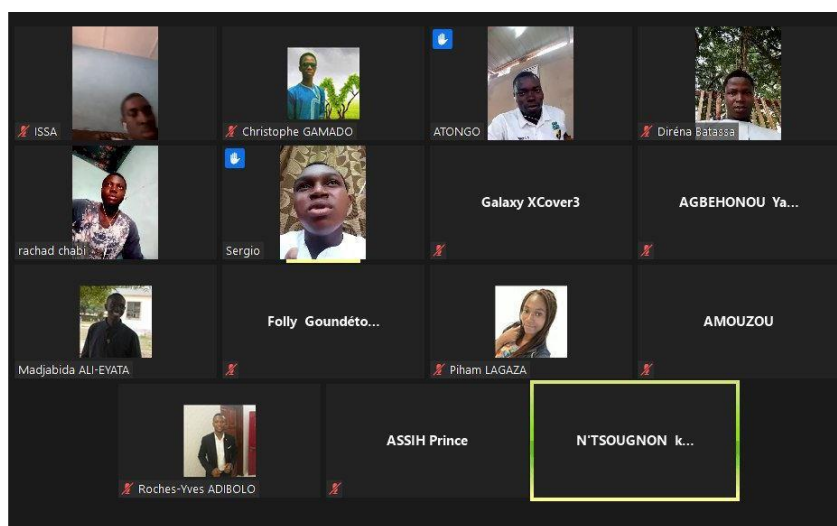 ISSA
Christophe GAMADO
ATONGO
Diréna Batassa
rachad chabi
Sergio
Galaxy XCover3
AGBEHONOU Ya...
Madjabida ALI-EYATA
Folly Goundéto...
Piham LAGAZA
AMOUZOU
Roches-Yves ADIBOLO
ASSIH Prince
N'TSOUGNON k...